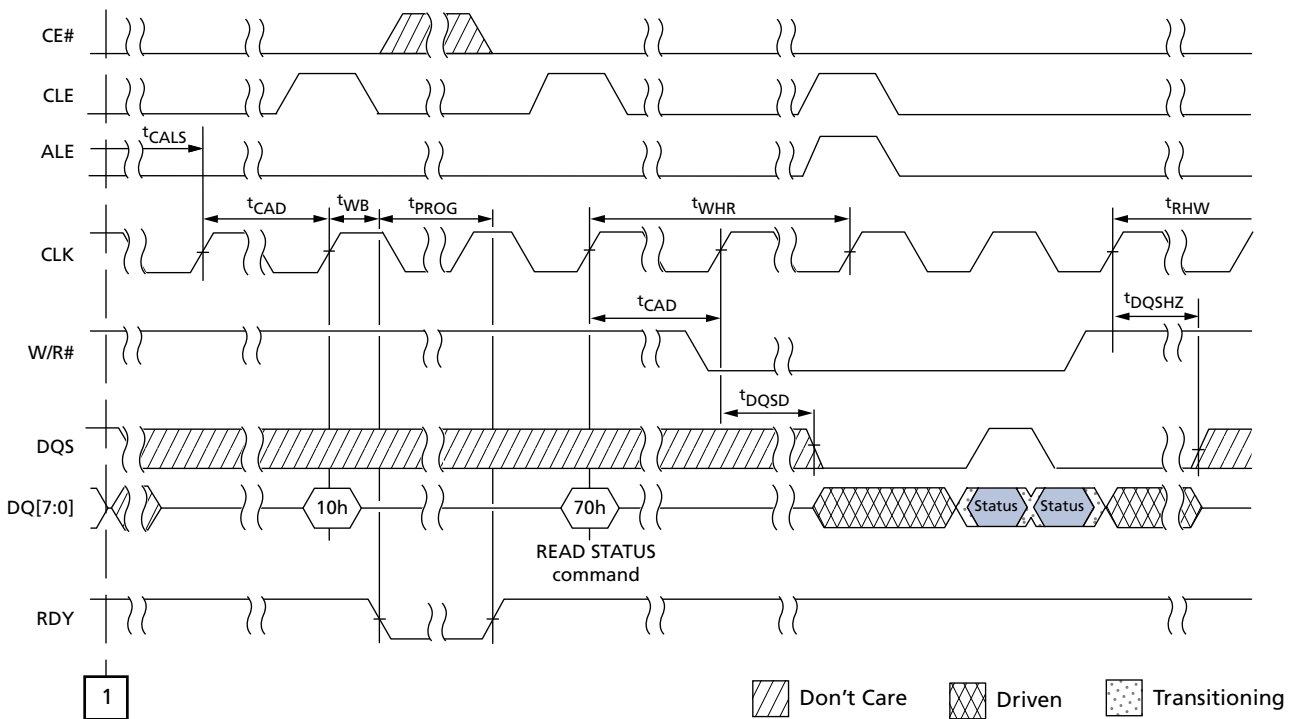 CE#
CLE
tCALS
ALE
tCAD
tWB
tPROG
tWHR
tRHW
CLK
tCAD
tDQSHZ
W/R#
tDQSD
DQS
DQ[7:0]
10h
70h
Status
Status
READ STATUS
command
RDY
1
Don't Care
Driven
Transitioning